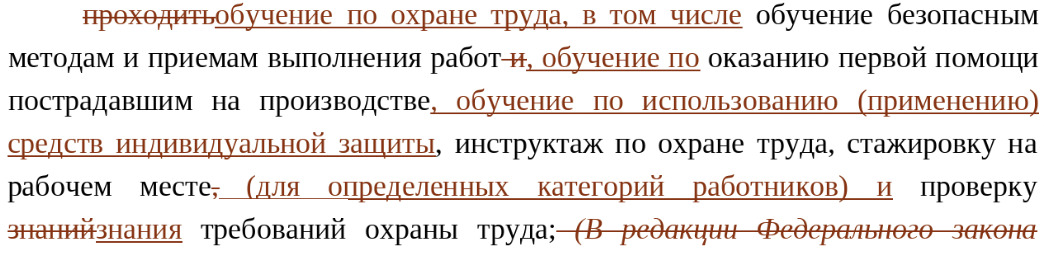 проходитьобучение по охране труда, в том числе обучение безопасным
методам и приемам выполнения работ и, обучение по оказанию первой помощи
пострадавшим на производстве, обучение по использованию (применению)
средств индивидуальной защиты, инструктаж по охране труда, стажировку на
рабочем месте, (для определенных категорий работников) и проверку
знанийзнания требований охраны труда; (В редакции Федерального закона